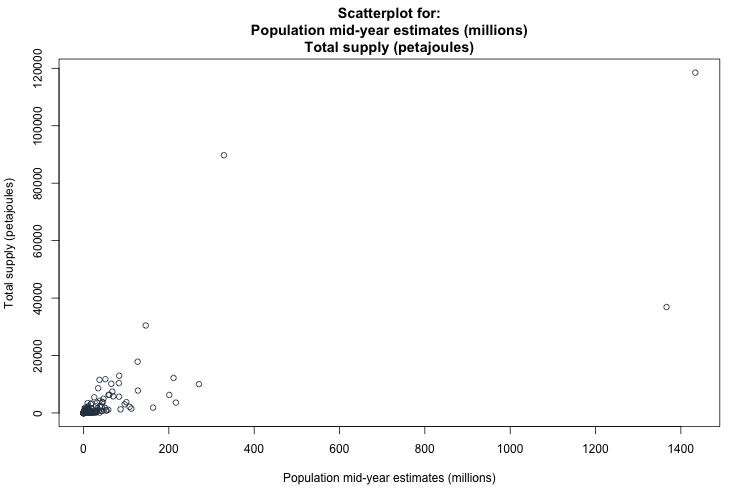 Scatterplot for:
Population mid-year estimates (millions)
Total supply (petajoules)
120000
100000
80000
60000
40000
20000
0
Total supply (petajoules)
0 200 400 600 800 1000 1200 1400
Population mid-year estimates (millions)